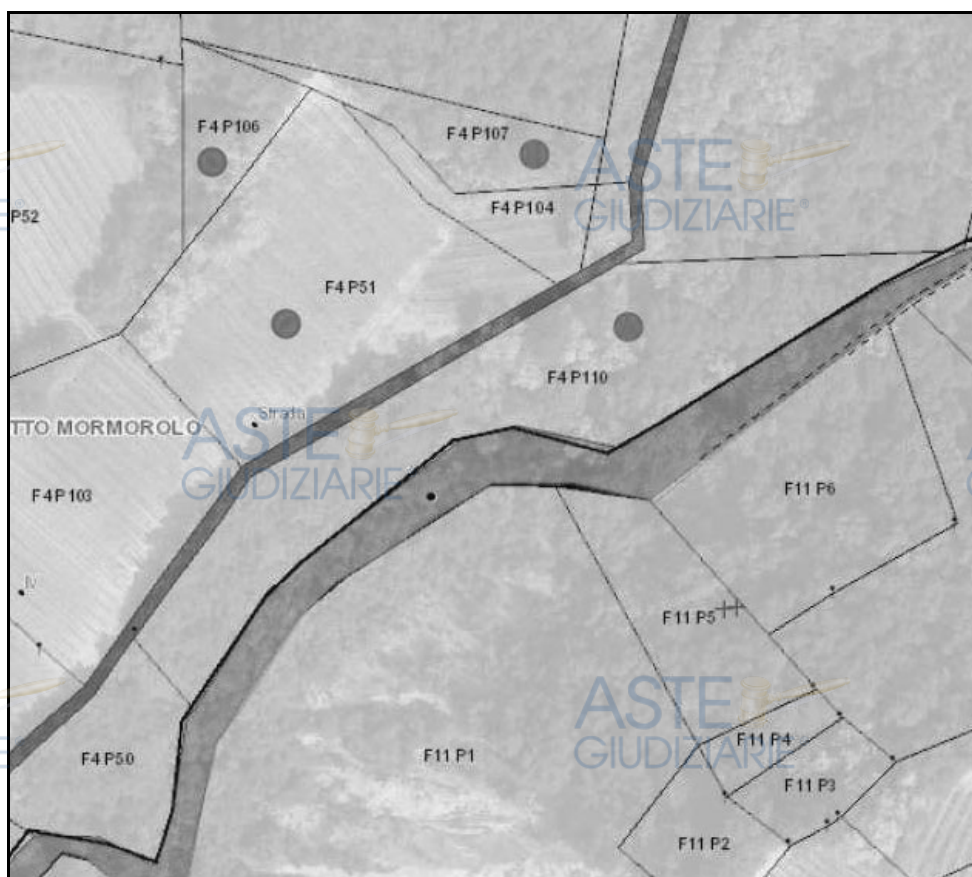 F4 P106
F4 P107
ASTE
GIUDIZIARIE®
F4 P104
P52
F4 P51
F4 P110
Strada
TTO MORMOROLO
ASTE
GIUDIZIARIE®
F4 P103
F11 P6
IV
F11 P5
ASTE
GIUDIZIARIE®
F4 P50
F11 P1
F11 P4
F11 P3
F11 P2